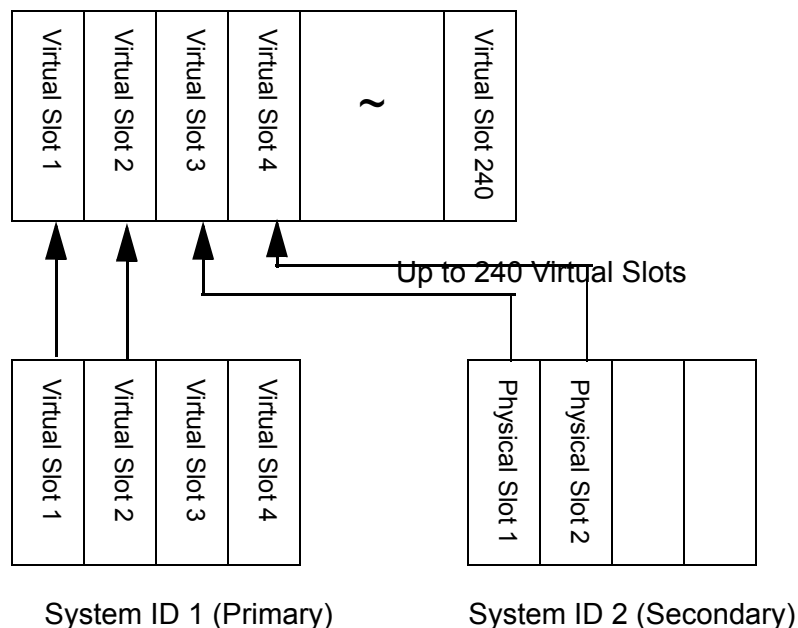 Virtual Slot 1
Virtual Slot 2
Virtual Slot 3
Virtual Slot 4
~
Virtual Slot 240
Up to 240 Virtual Slots
Virtual Slot 1
Virtual Slot 2
Virtual Slot 3
Virtual Slot 4
Physical Slot 1
Physical Slot 2
System ID 1 (Primary)
System ID 2 (Secondary)